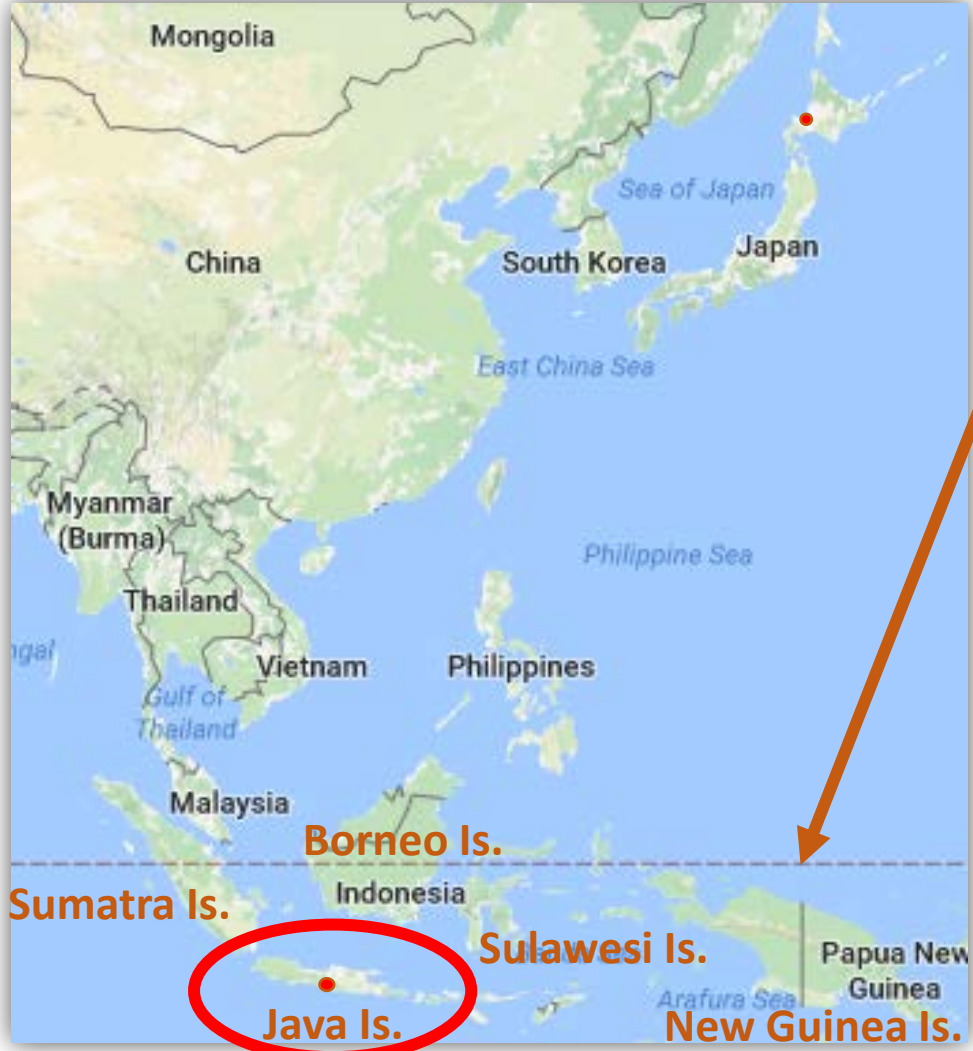 Mongolia
Sea of Japan
China
South Korea
Japan
East China Sea
Myanmar
(Burma)
Philippine Sea
Thailand
ngal
Vietnam
Philippines
Gulf of
Thailand
Malaysia
Borneo Is.
Indonesia
Sumatra Is.
Sulawesi Is.
Papua New
Guinea
Arafura Sea
Java Is.
New Guinea Is.